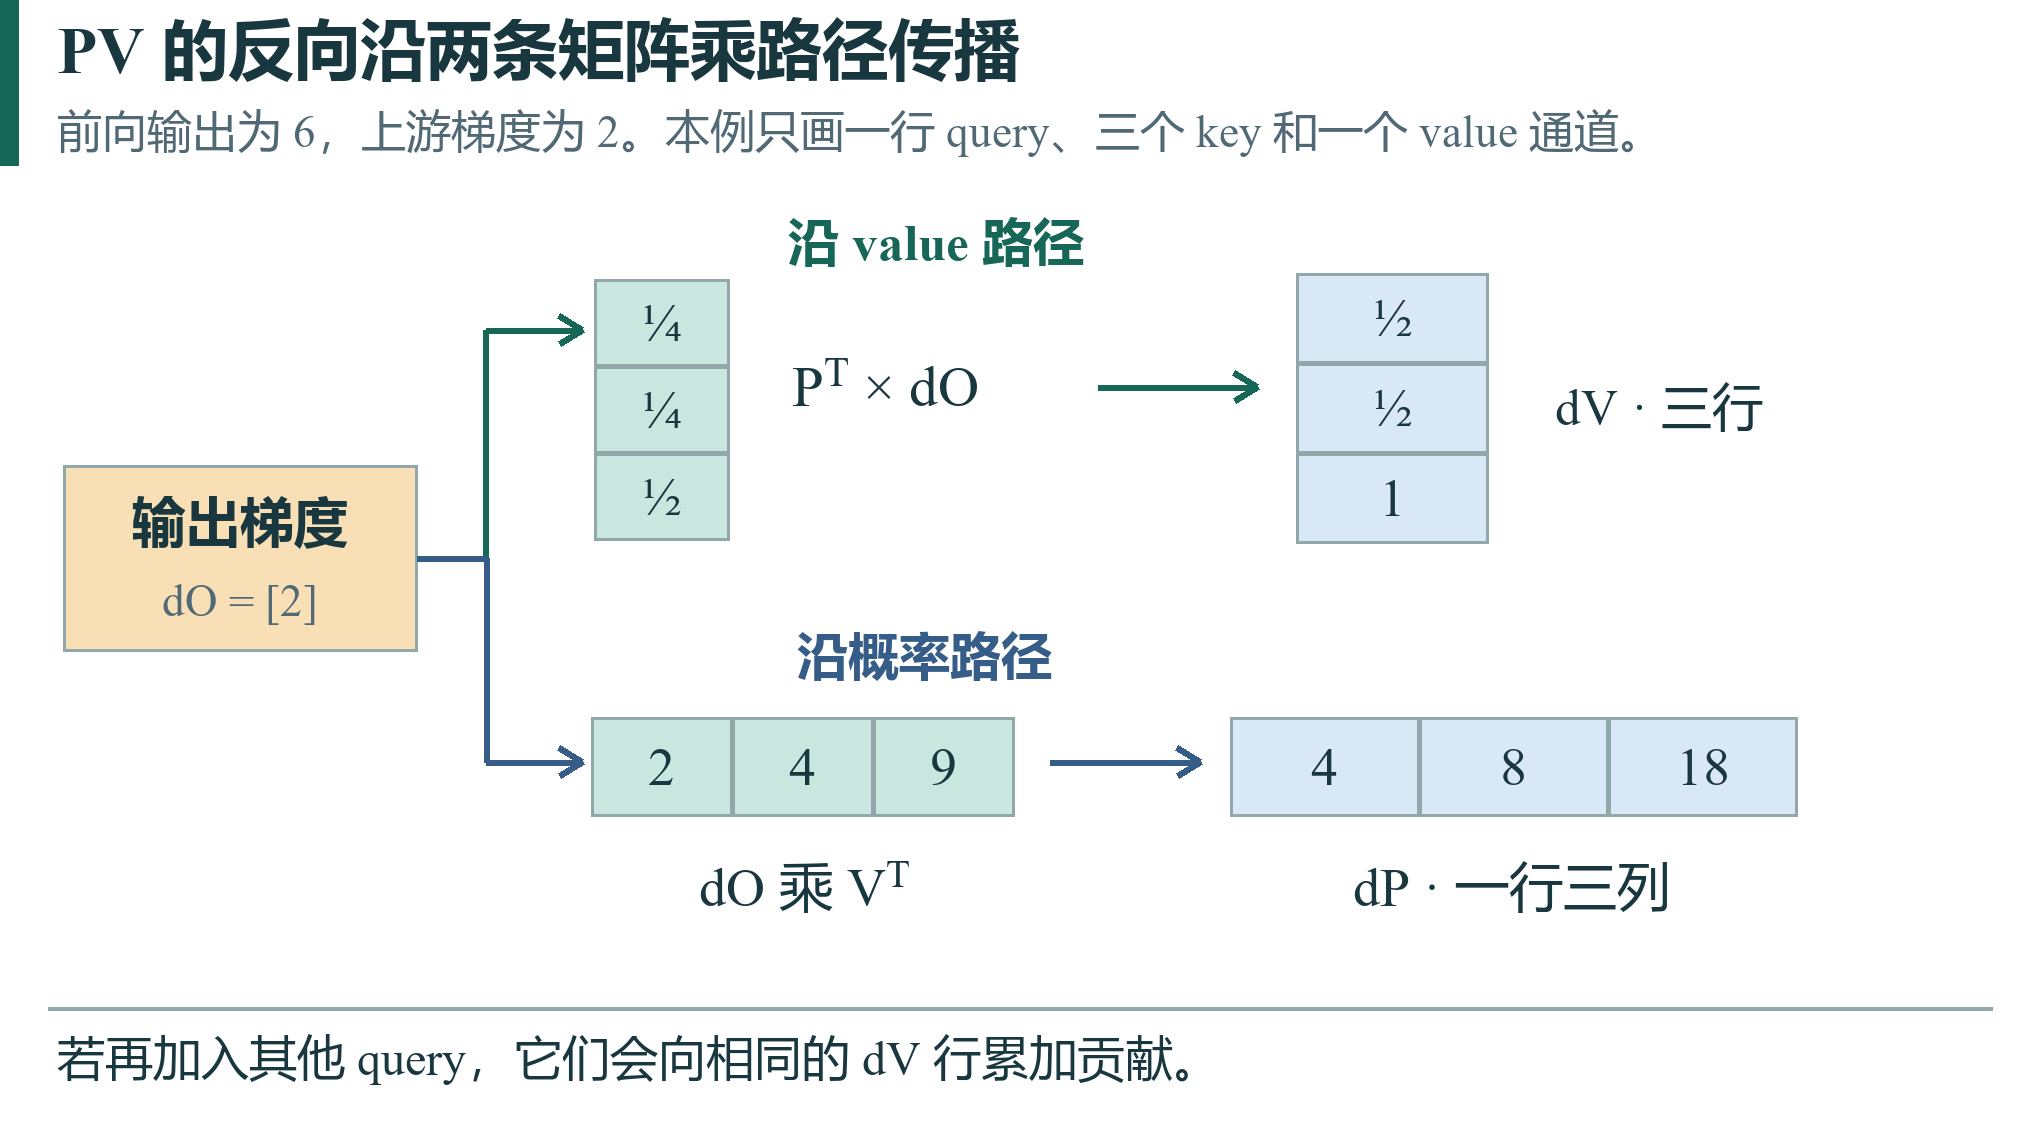 PV 的反向沿两条矩阵乘路径传播
前向输出为 6，上游梯度为 2。本例只画一行 query、三个 key 和一个 value 通道。
沿 value 路径
¼
¼
½
Pᵀ × dO
½
½
1
dV · 三行
输出梯度
dO = [2]
沿概率路径
2 4 9
4 8 18
dO 乘 Vᵀ
dP · 一行三列
若再加入其他 query，它们会向相同的 dV 行累加贡献。